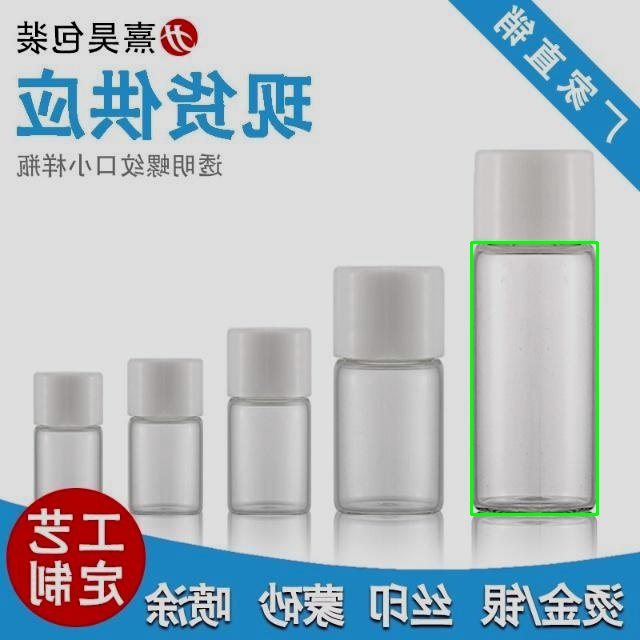 熹昊包装
厂家直销
现货供应
透明螺纹口小样瓶
工艺
定制
烫金/银 丝印 蒙砂 喷涂